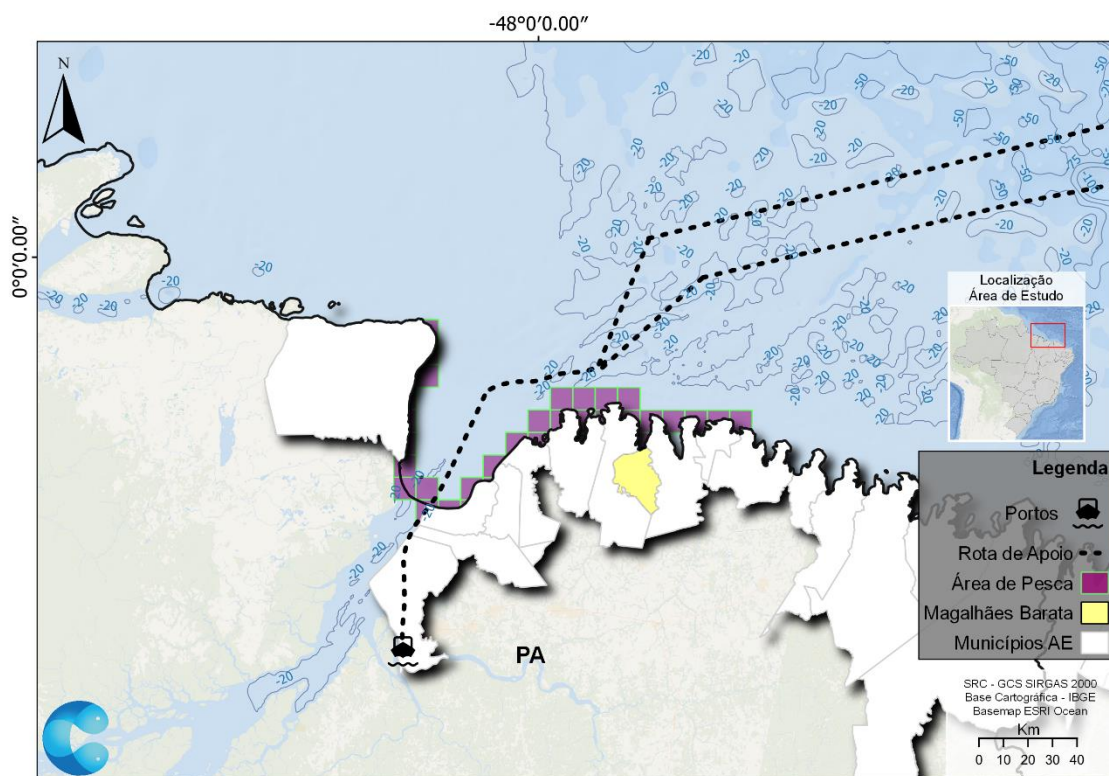 -48°0'0.00"
N
0°0'0.00"
Localização
Área de Estudo
Legenda
Portos
Rota de Apoio
Área de Pesca
Magalhães Barata
Municípios AE
PA
SRC - GCS SIRGAS 2000
Base Cartográfica - IBGE
Basemap ESRI Ocean
Km
0 10 20 30 40
-20
-50
-75
-100